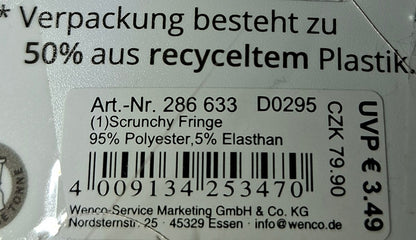 * Verpackung besteht zu
50% aus recyceltem Plastik.
Art.-Nr. 286 633 D0295
(1)Scrunchy Fringe
95% Polyester,5% Elasthan
4 009134 253470
Wenco-Service Marketing GmbH & Co. KG
Nordsternstr. 25 · 45329 Essen · info@wenco.de
CZK 79.90
UVP € 3.49